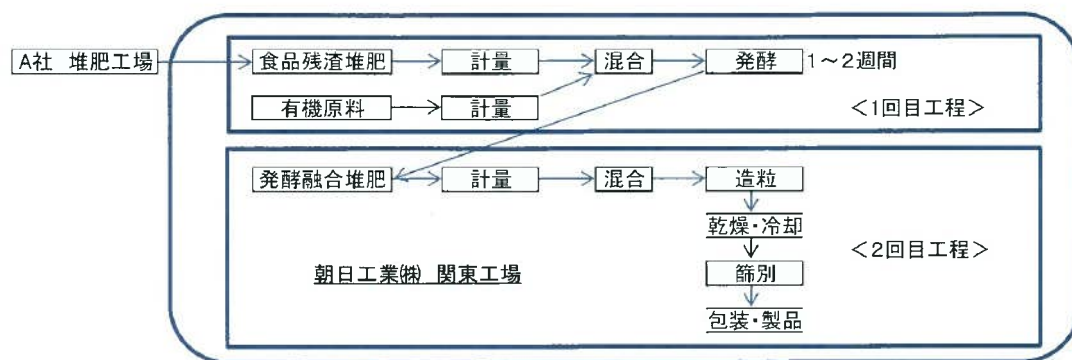 A社 堆肥工場
食品残渣堆肥
計量
混合
発酵
1～2週間
有機原料
計量
＜1回目工程＞
発酵融合堆肥
計量
混合
造粒
乾燥・冷却
＜2回目工程＞
朝日工業㈱ 関東工場
篩別
包装・製品